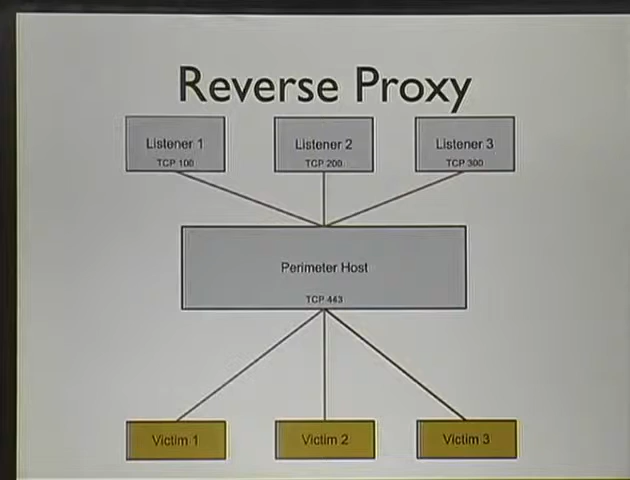 Reverse Proxy
Listener 1
TCP 100
Listener 2
TCP 200
Listener 3
TCP 300
Perimeter Host
TCP 443
Victim 1
Victim 2
Victim 3